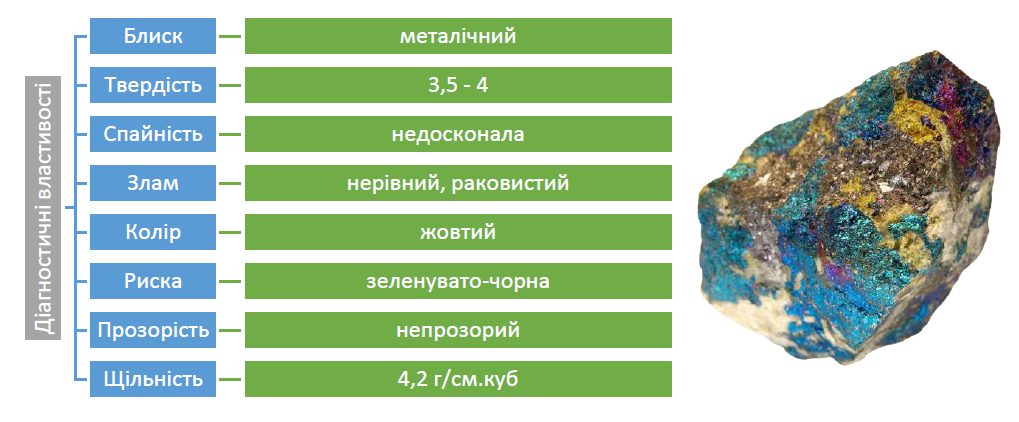 Діагностичні властивості
Блиск
металічний
Твердість
3,5 - 4
Спайність
недосконала
Злам
нерівний, раковистий
Колір
жовтий
Риска
зеленувато-чорна
Прозорість
непрозорий
Щільність
4,2 г/см.куб